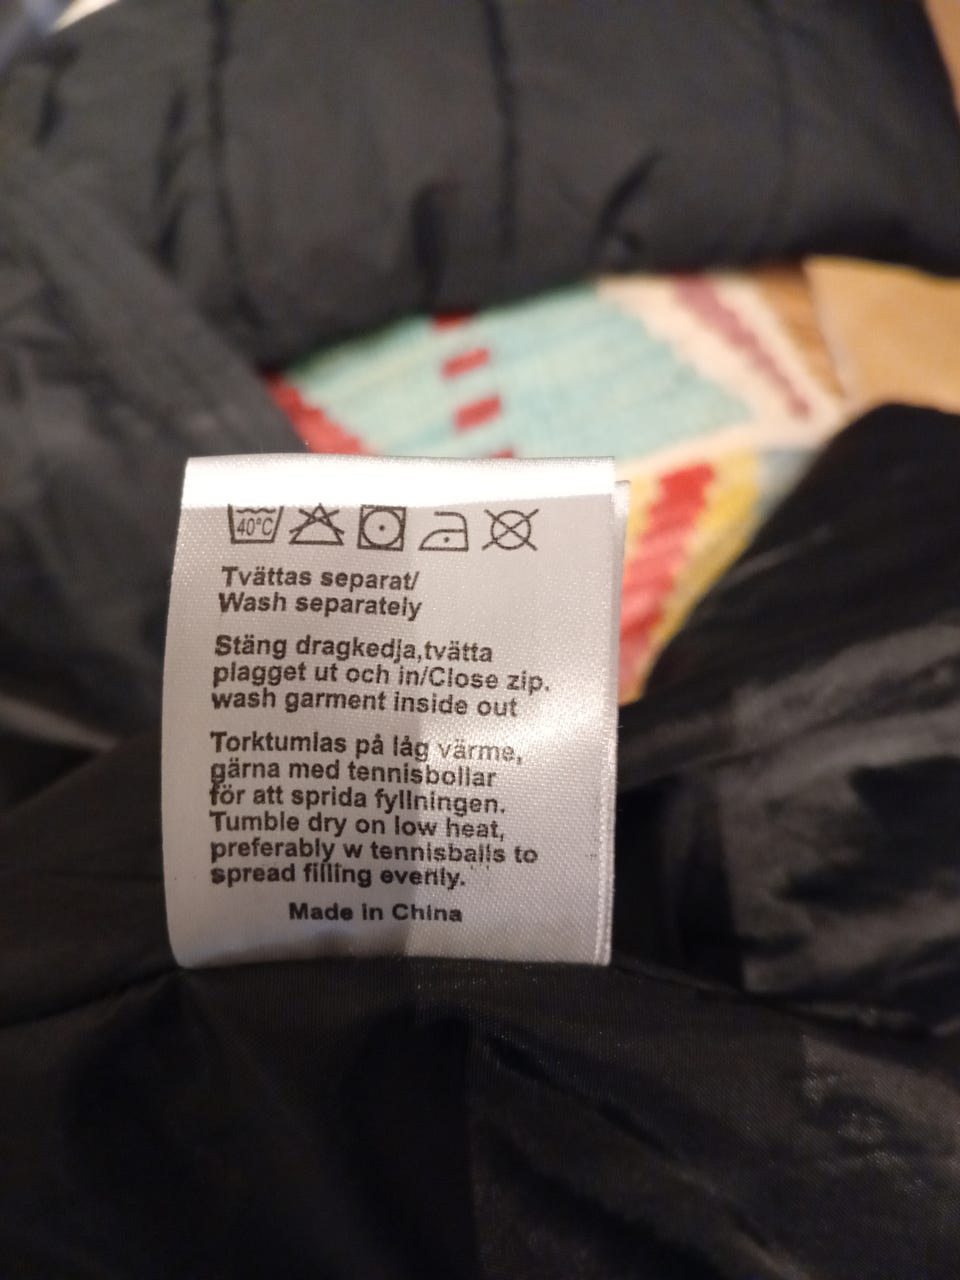 40°C
Tvättas separat/
Wash separately
Stäng dragkedja,tvätta
plagget ut och in/Close zip.
wash garment inside out
Torktumlas på låg värme,
gärna med tennisbollar
för att sprida fyllningen.
Tumble dry on low heat,
preferably w tennisballs to
spread filling evenly.
Made in China